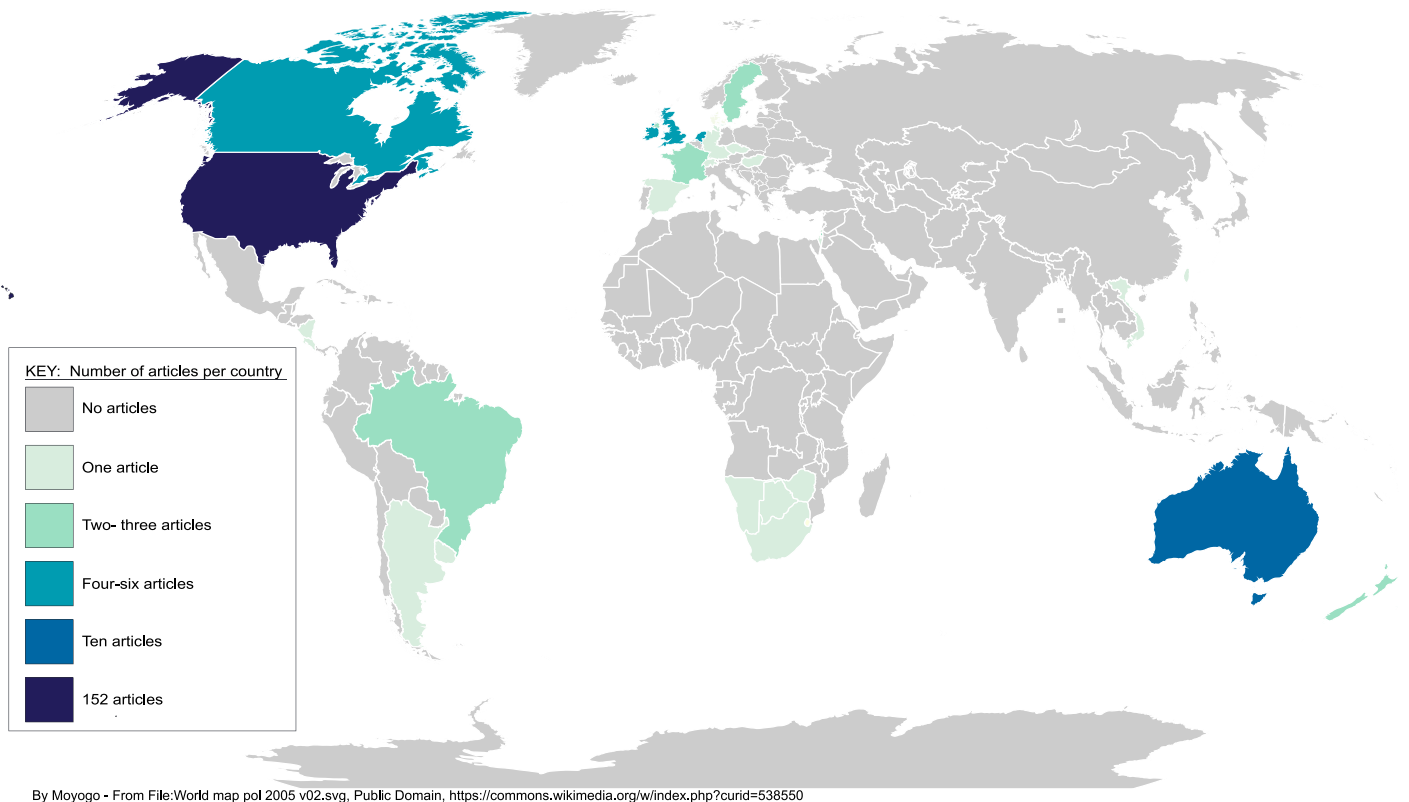 KEY: Number of articles per country
No articles
One article
Two- three articles
Four-six articles
Ten articles
152 articles
By Moyogo - From File:World map pol 2005 v02.svg, Public Domain, https://commons.wikimedia.org/w/index.php?curid=538550